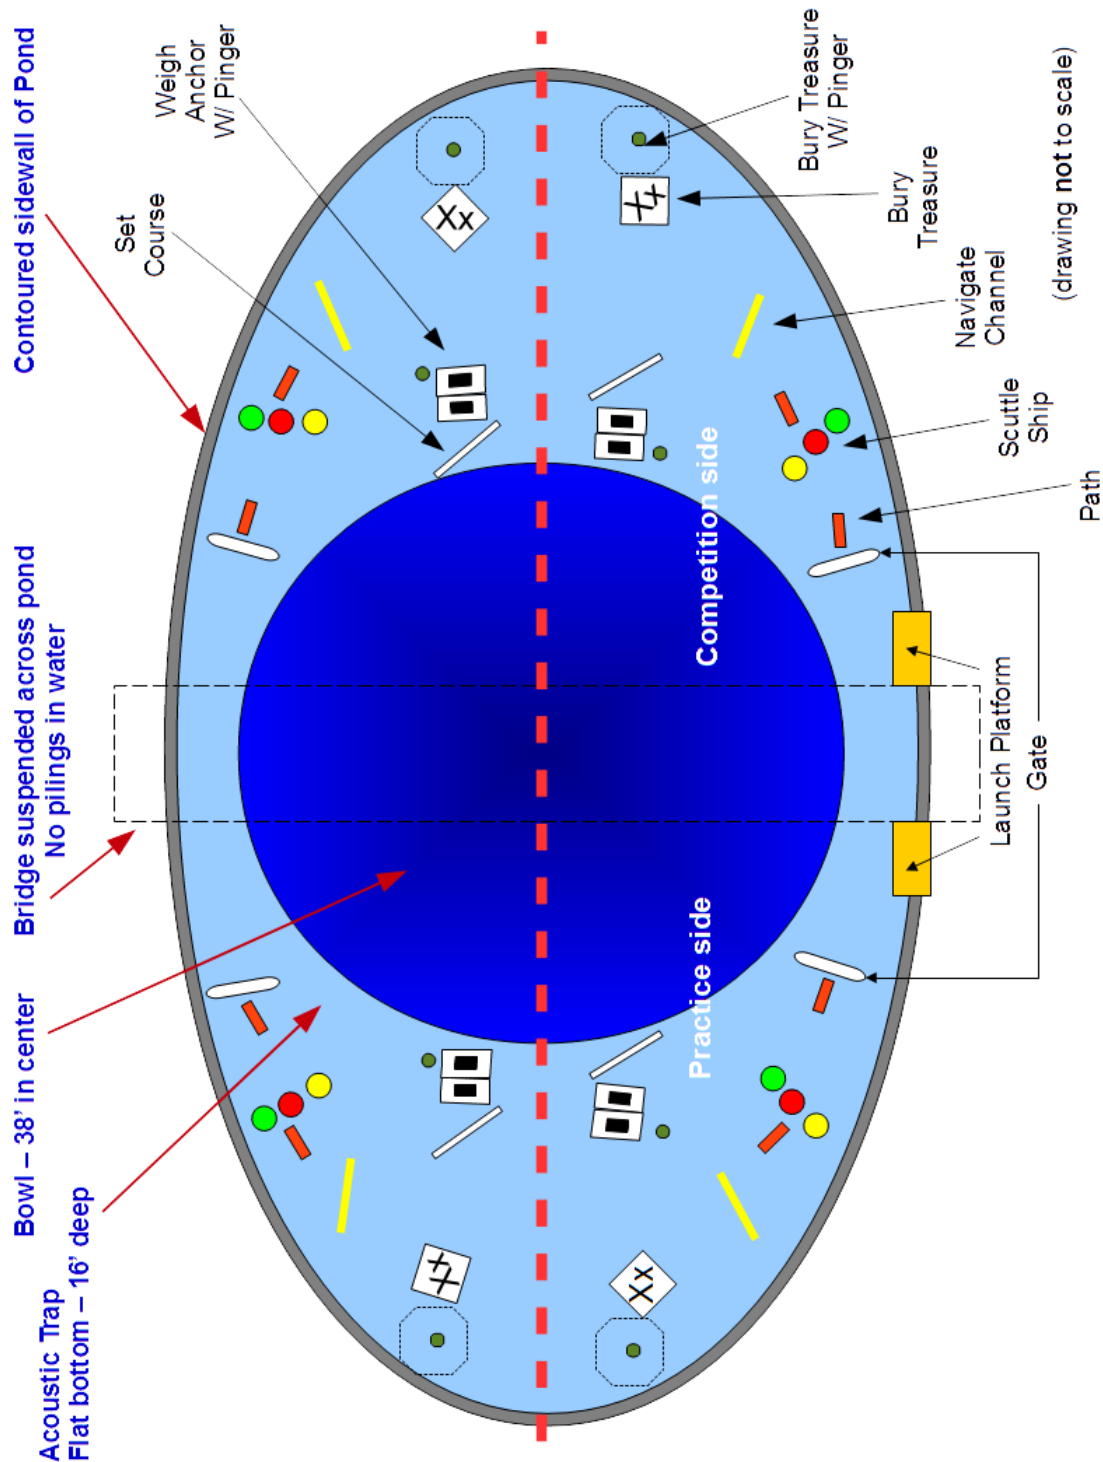 Acoustic Trap
Flat bottom – 16' deep
Bowl – 38' in center
Bridge suspended across pond
No pilings in water
Contoured sidewall of Pond
Set
Course
Weigh
Anchor
W/ Pinger
Xx
Xx
Xx
Xx
Practice side
Competition side
Launch Platform
Gate
Path
Scuttle
Ship
Navigate
Channel
Bury
Treasure
Bury Treasure
W/ Pinger
(drawing not to scale)